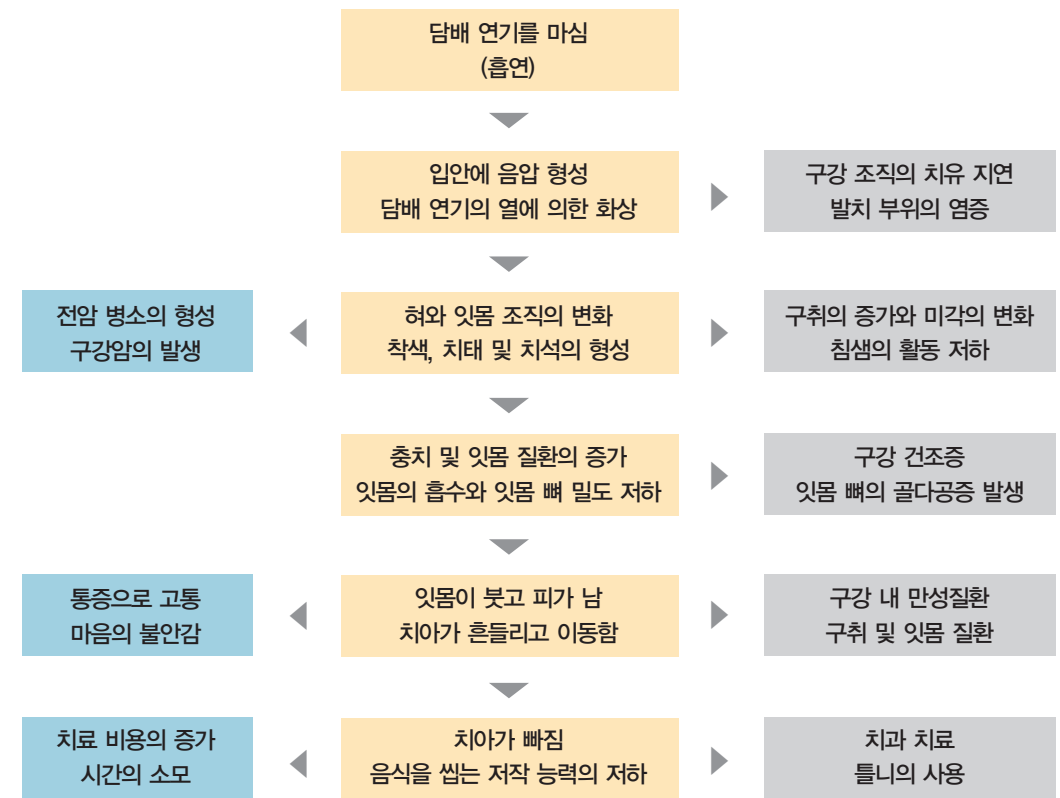 담배 연기를 마심
(흡연)
입안에 음압 형성
담배 연기의 열에 의한 화상
구강 조직의 치유 지연
발치 부위의 염증
전암 병소의 형성
구강암의 발생
혀와 잇몸 조직의 변화
착색, 치태 및 치석의 형성
구취의 증가와 미각의 변화
침샘의 활동 저하
충치 및 잇몸 질환의 증가
잇몸의 흡수와 잇몸 뼈 밀도 저하
구강 건조증
잇몸 뼈의 골다공증 발생
통증으로 고통
마음의 불안감
잇몸이 붓고 피가 남
치아가 흔들리고 이동함
구강 내 만성질환
구취 및 잇몸 질환
치료 비용의 증가
시간의 소모
치아가 빠짐
음식을 씹는 저작 능력의 저하
치과 치료
틀니의 사용